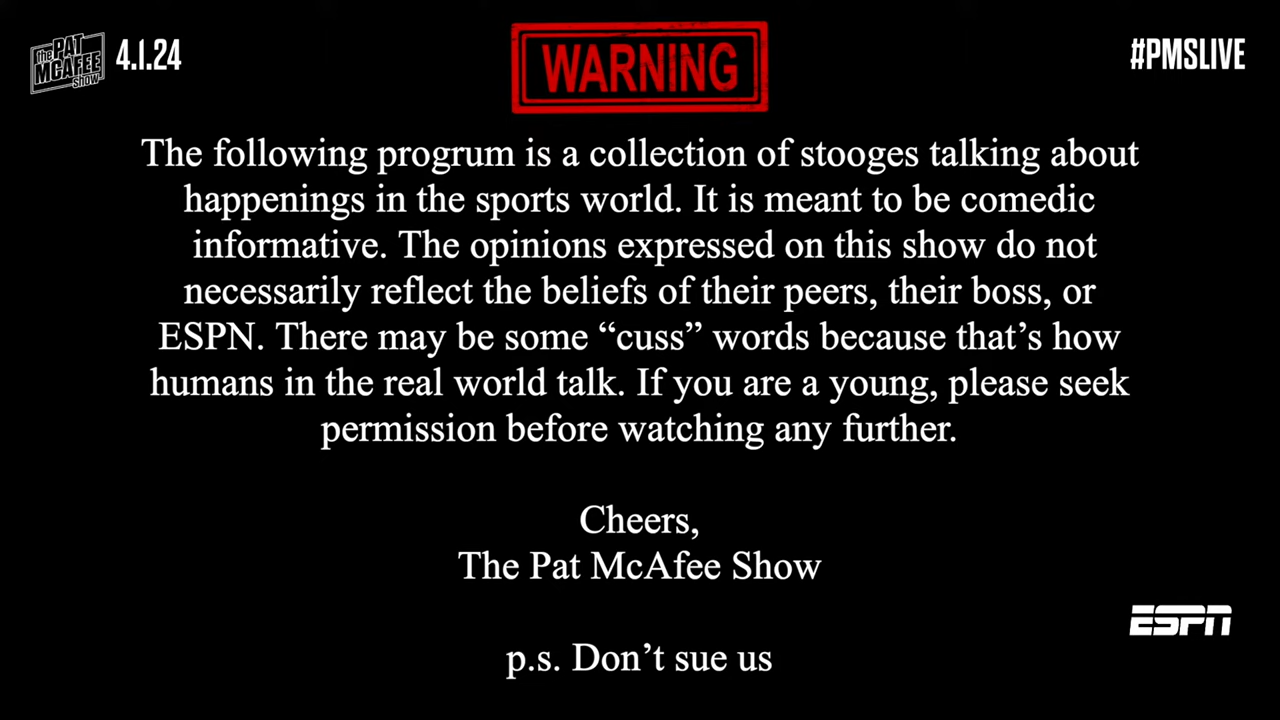 the PAT MCAFEE show
4.1.24
WARNING
#PMSLIVE
The following progrum is a collection of stooges talking about
happenings in the sports world. It is meant to be comedic
informative. The opinions expressed on this show do not
necessarily reflect the beliefs of their peers, their boss, or
ESPN. There may be some “cuss” words because that’s how
humans in the real world talk. If you are a young, please seek
permission before watching any further.
Cheers,
The Pat McAfee Show
ESPN
p.s. Don’t sue us